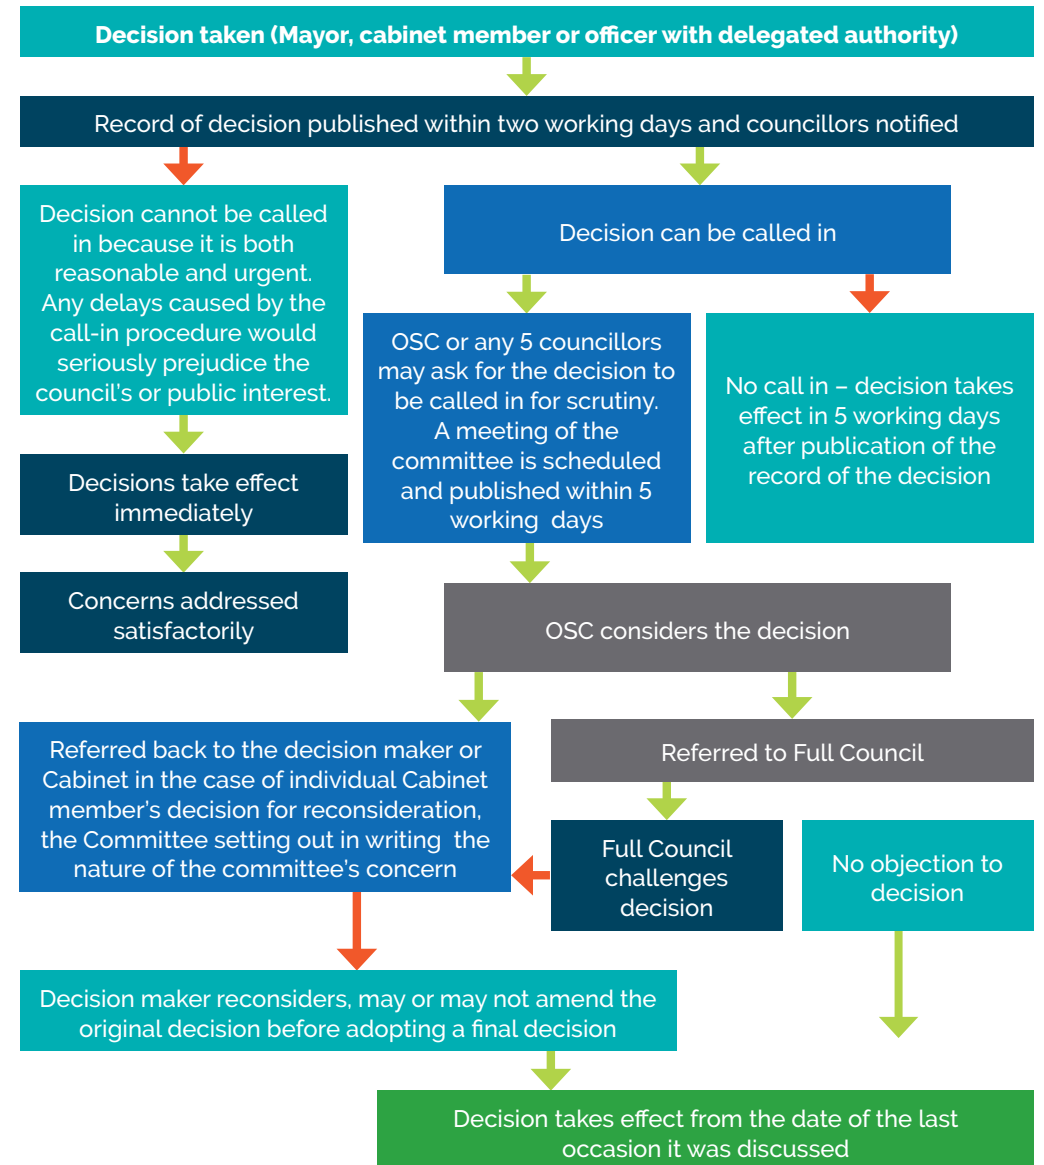 Decision taken (Mayor, cabinet member or officer with delegated authority)
Record of decision published within two working days and councillors notified
Decision cannot be called
in because it is both
reasonable and urgent.
Any delays caused by the
call-in procedure would
seriously prejudice the
council’s or public interest.
Decision can be called in
OSC or any 5 councillors
may ask for the decision to
be called in for scrutiny.
A meeting of the
committee is scheduled
and published within 5
working  days
No call in – decision takes
effect in 5 working days
after publication of the
record of the decision
Decisions take effect
immediately
Concerns addressed
satisfactorily
OSC considers the decision
Referred back to the decision maker or
Cabinet in the case of individual Cabinet
member’s decision for reconsideration,
the Committee setting out in writing  the
nature of the committee’s concern
Referred to Full Council
Full Council
challenges
decision
No objection to
decision
Decision maker reconsiders, may or may not amend the
original decision before adopting a final decision
Decision takes effect from the date of the last
occasion it was discussed